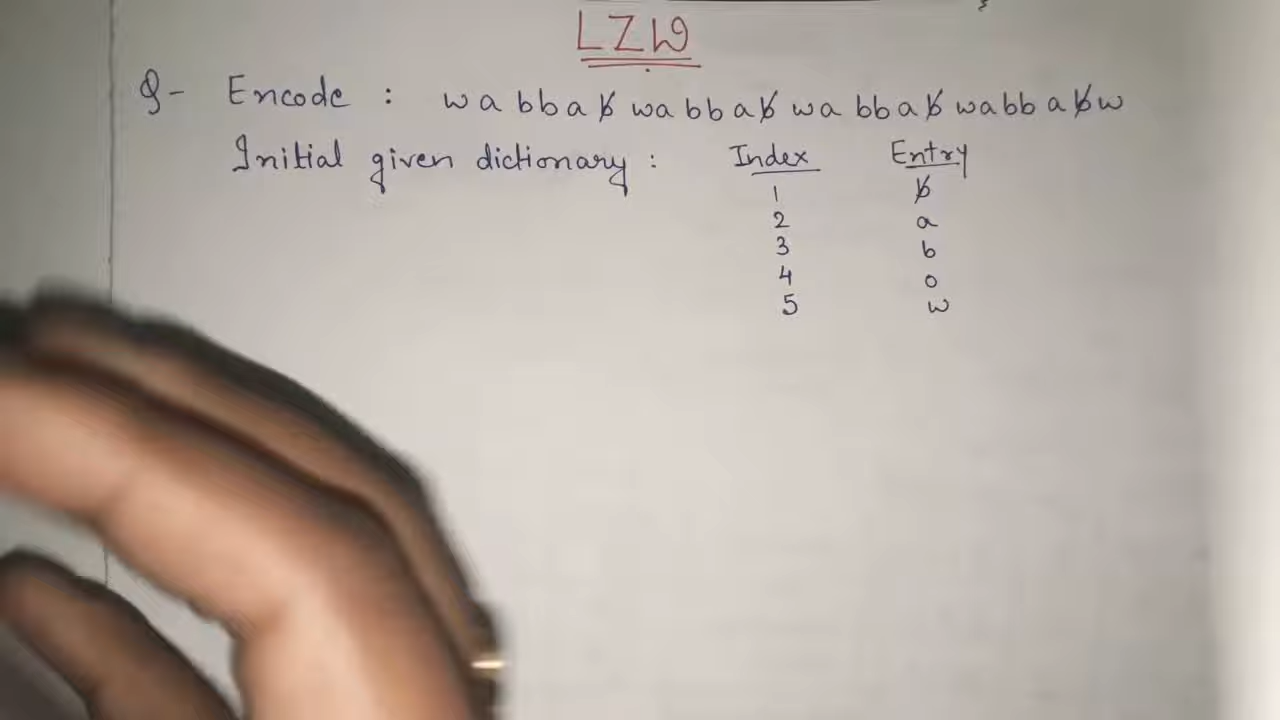 LZW
Q- Encode : w a b b a ƀ w a b b a ƀ w a b b a ƀ w a b b a ƀ w
Initial given dictionary : Index Entry
1 ƀ
2 a
3 b
4 o
5 w